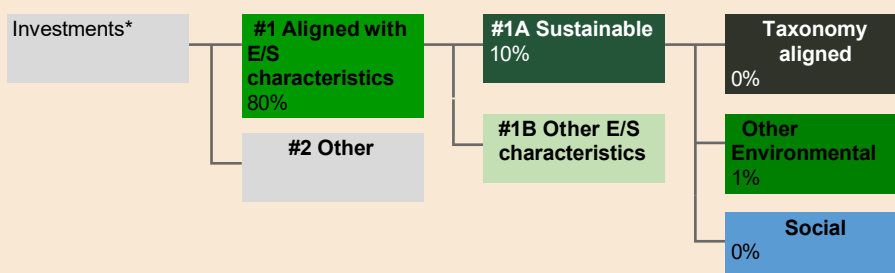 Investments*
#1 Aligned with
E/S
characteristics
80%
#2 Other
#1A Sustainable
10%
#1B Other E/S
characteristics
Taxonomy
aligned
0%
Other
Environmental
1%
Social
0%